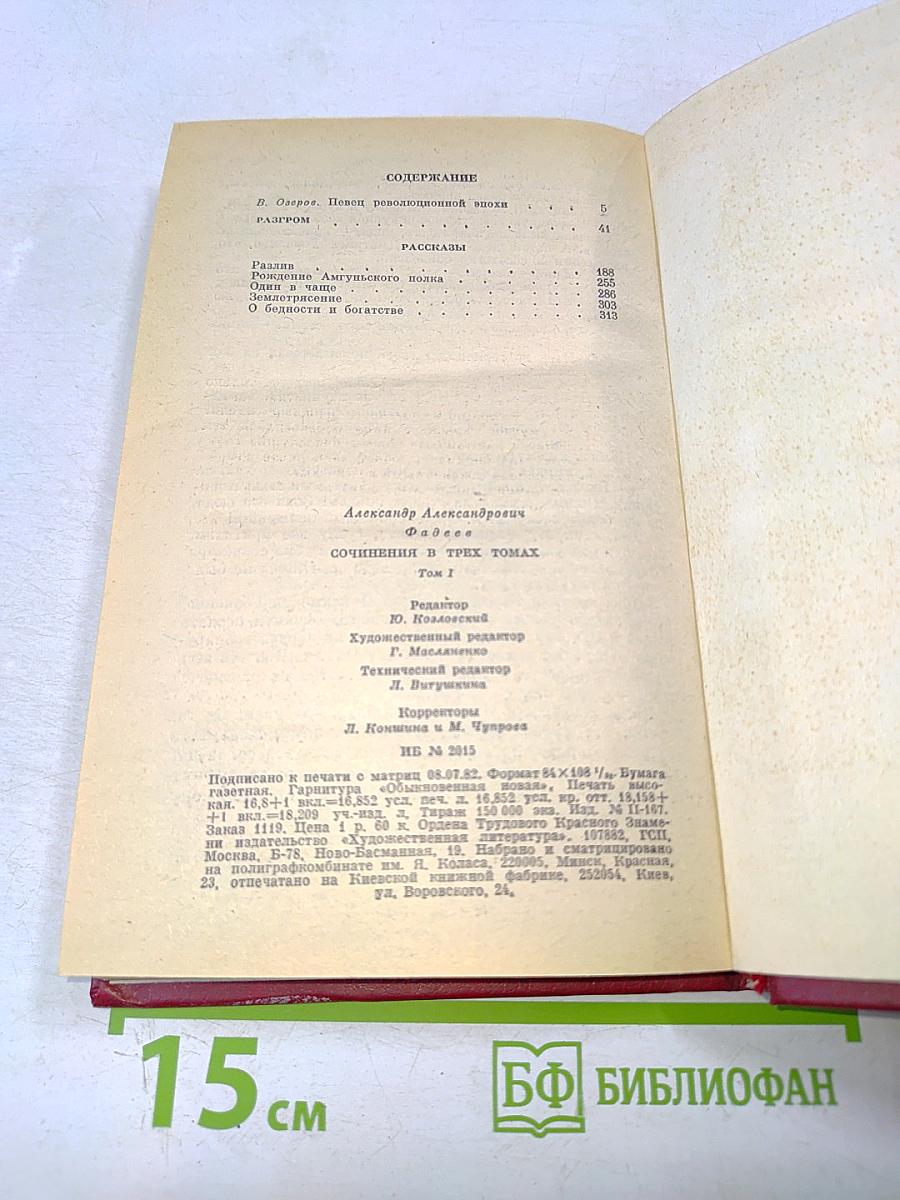 СОДЕРЖАНИЕ
В. Озеров. Певец революционной эпохи . . . . 5
РАЗГРОМ . . . . . . . . . . . . 41
РАССКАЗЫ
Разлив . . . . . . . . . . . . 188
Рождение Амгуньского полка . . . . . . 255
Один в чаще . . . . . . . . . . . 286
Землетрясение . . . . . . . . . . . 303
О бедности и богатстве . . . . . . . . 313
Александр Александрович
Фадеев
СОЧИНЕНИЯ В ТРЕХ ТОМАХ
Том I
Редактор
Ю. Козловский
Художественный редактор
Г. Масляненко
Технический редактор
Л. Витушкина
Корректоры
Л. Коншина и М. Чупрова
ИБ № 2015
Подписано к печати с матриц 08.07.82. Формат 84×108 1/32. Бумага
газетная. Гарнитура «Обыкновенная новая». Печать высо-
кая. 16,8+1 вкл.=16,852 усл. печ. л. 16,852 усл. кр. отт. 18,158+
+1 вкл.=18,209 уч.-изд. л. Тираж 150 000 экз. Изд. № II-167.
Заказ 1119. Цена 1 р. 60 к. Ордена Трудового Красного Знаме-
ни издательство «Художественная литература». 107882, ГСП,
Москва, Б-78, Ново-Басманная, 19. Набрано и сматрицировано
на полиграфкомбинате им. Я. Коласа, 220005, Минск, Красная,
23, отпечатано на Киевской книжной фабрике, 252054, Киев,
ул. Воровского, 24.
15 см
БФ БИБЛИОФАН